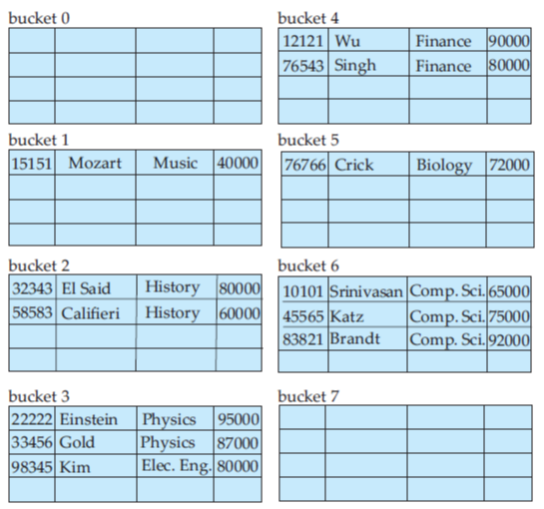 bucket 0
bucket 1
15151 Mozart Music 40000
bucket 2
32343 El Said History 80000
58583 Califieri History 60000
bucket 3
22222 Einstein Physics 95000
33456 Gold Physics 87000
98345 Kim Elec. Eng. 80000
bucket 4
12121 Wu Finance 90000
76543 Singh Finance 80000
bucket 5
76766 Crick Biology 72000
bucket 6
10101 Srinivasan Comp. Sci. 65000
45565 Katz Comp. Sci. 75000
83821 Brandt Comp. Sci. 92000
bucket 7